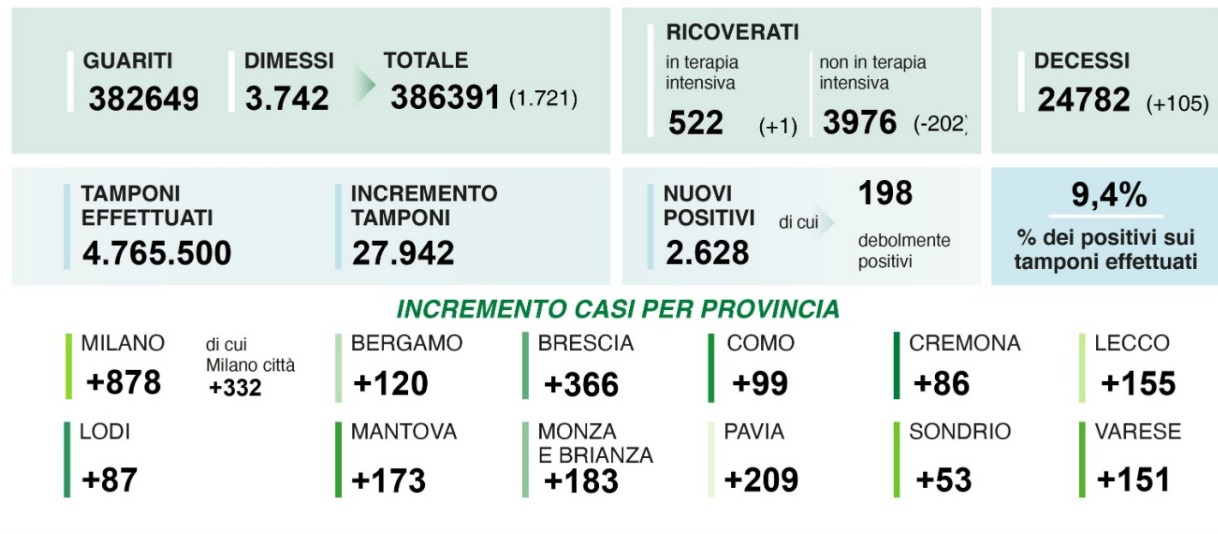 GUARITI
382649
DIMESSI
3.742
TOTALE
386391 (1.721)
RICOVERATI
in terapia
intensiva
522 (+1)
non in terapia
intensiva
3976 (-202)
DECESSI
24782 (+105)
TAMPONI
EFFETTUATI
4.765.500
INCREMENTO
TAMPONI
27.942
NUOVI
POSITIVI
2.628
di cui
198
debolmente
positivi
9,4%
% dei positivi sui
tamponi effettuati
INCREMENTO CASI PER PROVINCIA
MILANO
+878
di cui
Milano città
+332
BERGAMO
+120
BRESCIA
+366
COMO
+99
CREMONA
+86
LECCO
+155
LODI
+87
MANTOVA
+173
MONZA
E BRIANZA
+183
PAVIA
+209
SONDRIO
+53
VARESE
+151